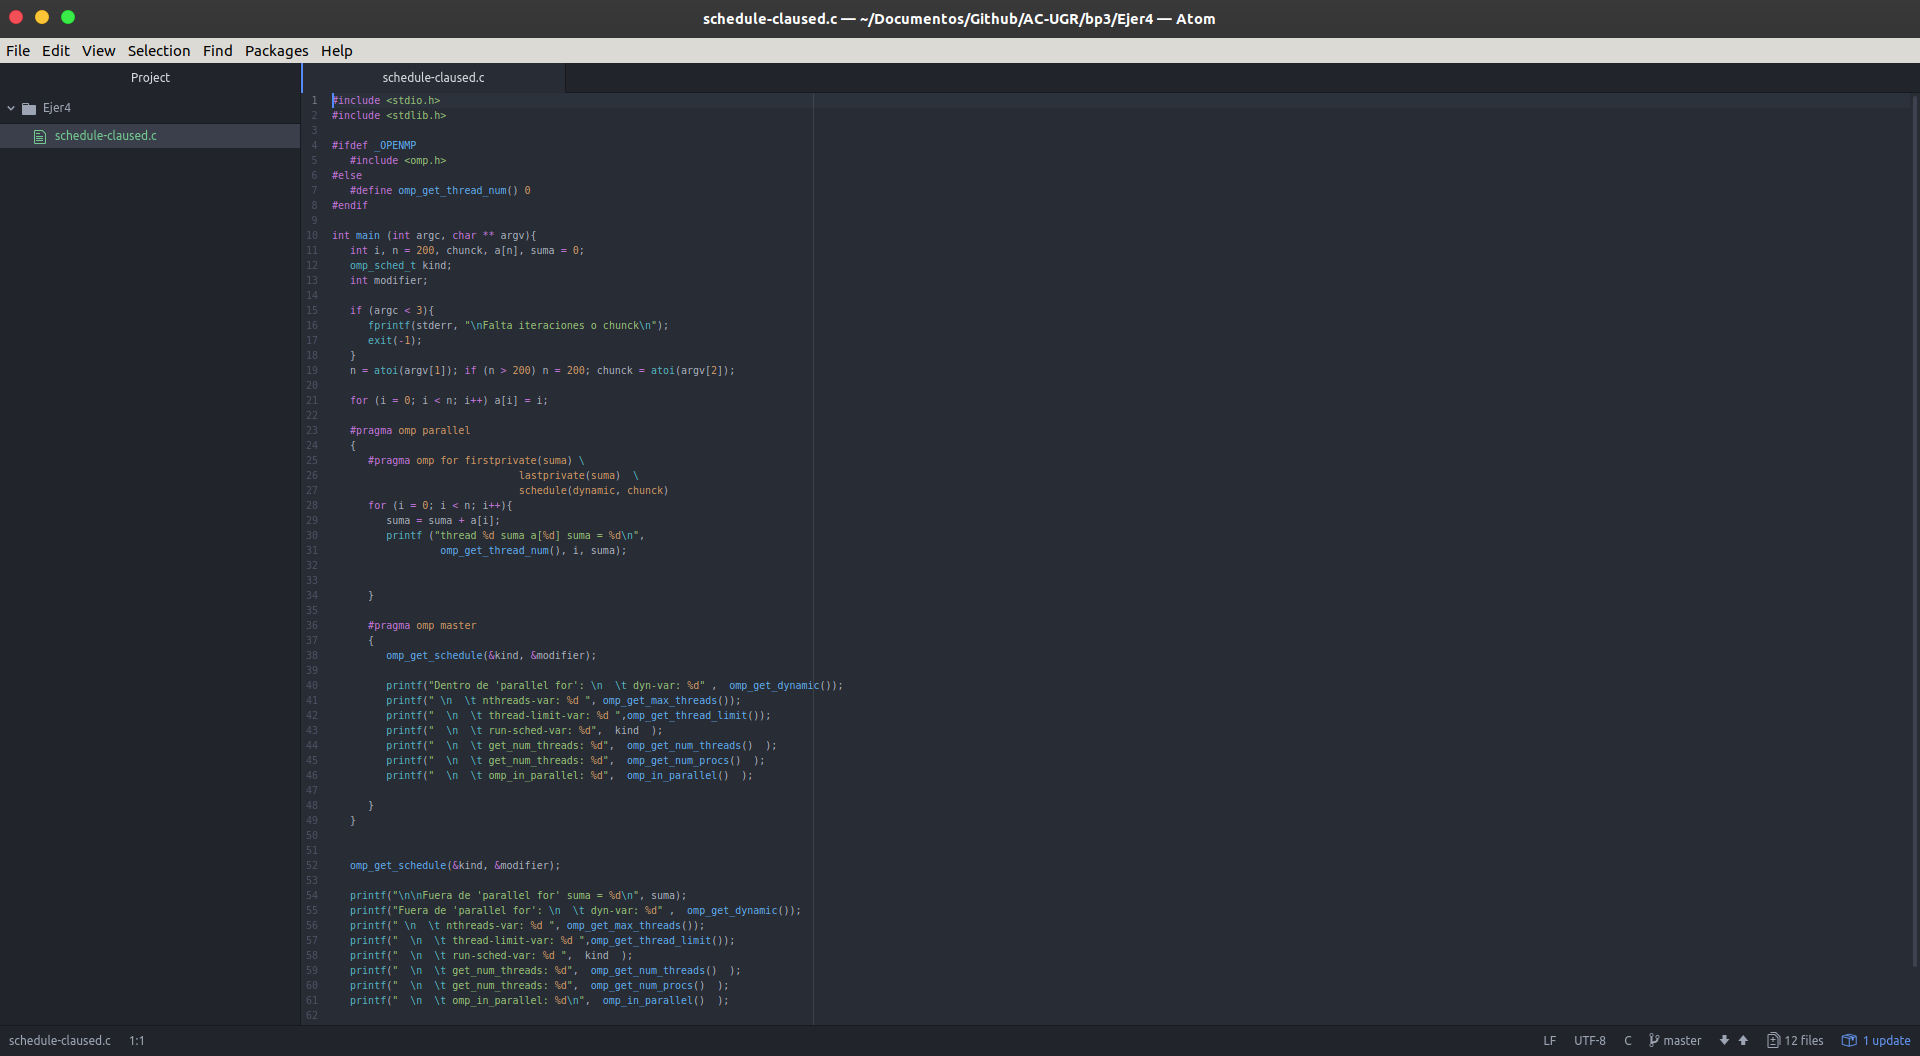 schedule-claused.c — ~/Documentos/Github/AC-UGR/bp3/Ejer4 — Atom
File Edit View Selection Find Packages Help
Project
schedule-claused.c
Ejer4
schedule-claused.c
1 #include <stdio.h>
2 #include <stdlib.h>
3
4 #ifdef _OPENMP
5    #include <omp.h>
6 #else
7    #define omp_get_thread_num() 0
8 #endif
9
10 int main (int argc, char ** argv){
11    int i, n = 200, chunck, a[n], suma = 0;
12    omp_sched_t kind;
13    int modifier;
14
15    if (argc < 3){
16       fprintf(stderr, "\nFalta iteraciones o chunck\n");
17       exit(-1);
18    }
19    n = atoi(argv[1]); if (n > 200) n = 200; chunck = atoi(argv[2]);
20
21    for (i = 0; i < n; i++) a[i] = i;
22
23    #pragma omp parallel
24    {
25       #pragma omp for firstprivate(suma) \
26                                lastprivate(suma)  \
27                                schedule(dynamic, chunck)
28       for (i = 0; i < n; i++){
29          suma = suma + a[i];
30          printf ("thread %d suma a[%d] suma = %d\n",
31                   omp_get_thread_num(), i, suma);
32
33
34       }
35
36       #pragma omp master
37       {
38          omp_get_schedule(&kind, &modifier);
39
40          printf("Dentro de 'parallel for': \n  \t dyn-var: %d" ,  omp_get_dynamic());
41          printf(" \n  \t nthreads-var: %d ", omp_get_max_threads());
42          printf("  \n  \t thread-limit-var: %d ",omp_get_thread_limit());
43          printf("  \n  \t run-sched-var: %d",  kind  );
44          printf("  \n  \t get_num_threads: %d",  omp_get_num_threads()  );
45          printf("  \n  \t get_num_threads: %d",  omp_get_num_procs()  );
46          printf("  \n  \t omp_in_parallel: %d",  omp_in_parallel()  );
47
48       }
49    }
50
51
52    omp_get_schedule(&kind, &modifier);
53
54    printf("\n\nFuera de 'parallel for' suma = %d\n", suma);
55    printf("Fuera de 'parallel for': \n  \t dyn-var: %d" ,  omp_get_dynamic());
56    printf(" \n  \t nthreads-var: %d ", omp_get_max_threads());
57    printf("  \n  \t thread-limit-var: %d ",omp_get_thread_limit());
58    printf("  \n  \t run-sched-var: %d ",  kind  );
59    printf("  \n  \t get_num_threads: %d",  omp_get_num_threads()  );
60    printf("  \n  \t get_num_threads: %d",  omp_get_num_procs()  );
61    printf("  \n  \t omp_in_parallel: %d\n",  omp_in_parallel()  );
62
schedule-claused.c 1:1 LF UTF-8 C master 12 files 1 update